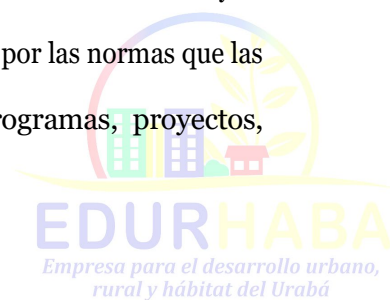 por las normas que las
rogramas, proyectos,
EDURHABA
Empresa para el desarrollo urbano,
rural y hábitat del Urabá